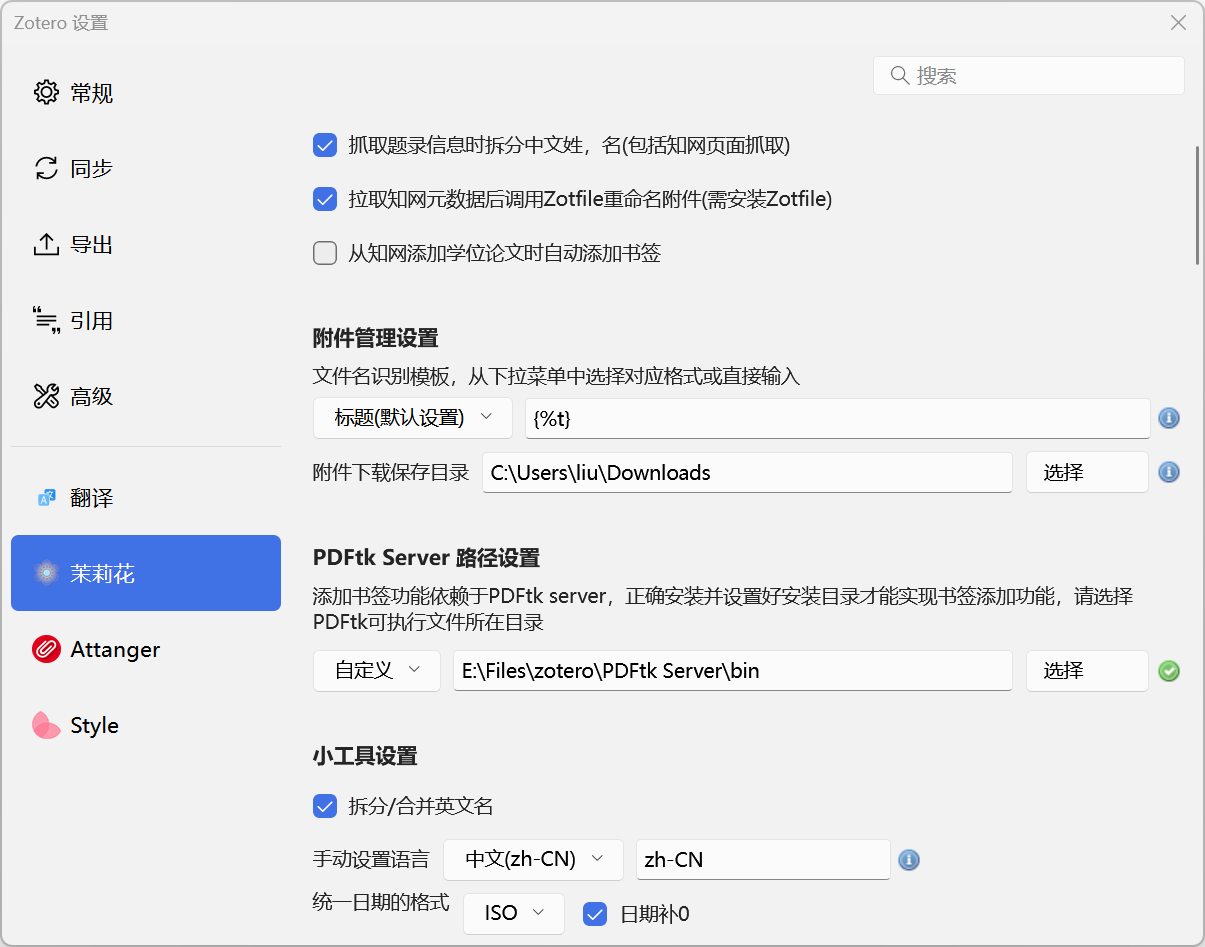 Zotero 设置
搜索
常规
同步
导出
引用
高级
翻译
茉莉花
Attanger
Style
抓取题录信息时拆分中文姓，名(包括知网页面抓取)
拉取知网元数据后调用Zotfile重命名附件(需安装Zotfile)
从知网添加学位论文时自动添加书签
附件管理设置
文件名识别模板，从下拉菜单中选择对应格式或直接输入
标题(默认设置) {%t}
附件下载保存目录 C:\Users\liu\Downloads 选择
PDFtk Server 路径设置
添加书签功能依赖于PDFtk server，正确安装并设置好安装目录才能实现书签添加功能，请选择
PDFtk可执行文件所在目录
自定义 E:\Files\zotero\PDFtk Server\bin 选择
小工具设置
拆分/合并英文名
手动设置语言 中文(zh-CN) zh-CN
统一日期的格式 ISO 日期补0